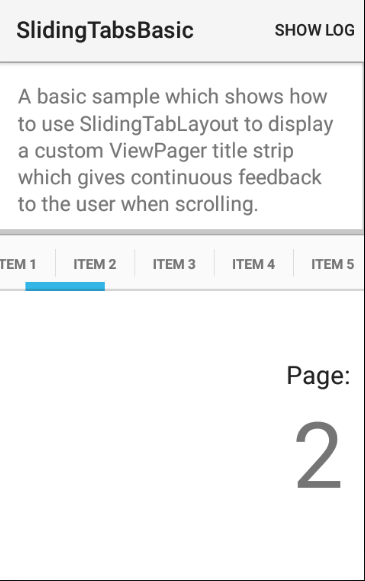 SlidingTabsBasic SHOW LOG
A basic sample which shows how
to use SlidingTabLayout to display
a custom ViewPager title strip
which gives continuous feedback
to the user when scrolling.
TEM 1 ITEM 2 ITEM 3 ITEM 4 ITEM 5
Page:
2